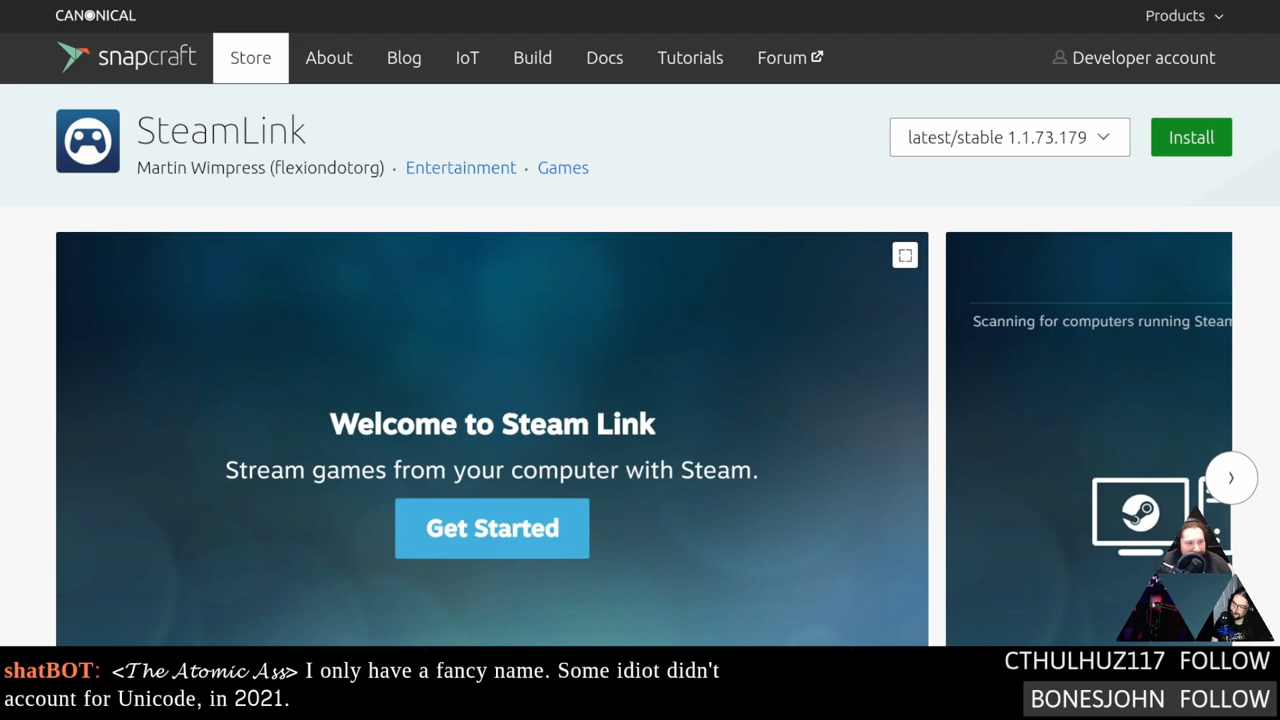 CANONICAL
Products
snapcraft
Store
About
Blog
IoT
Build
Docs
Tutorials
Forum
Developer account
SteamLink
latest/stable 1.1.73.179
Install
Martin Wimpress (flexiondotorg) · Entertainment · Games
Welcome to Steam Link
Stream games from your computer with Steam.
Get Started
Scanning for computers running Steam
shatBOT: <𝓣𝓱𝓮 𝓐𝓽𝓸𝓶𝓲𝓬 𝓐𝓼𝓼> I only have a fancy name. Some idiot didn't
account for Unicode, in 2021.
CTHULHUZ117 FOLLOW
BONESJOHN FOLLOW